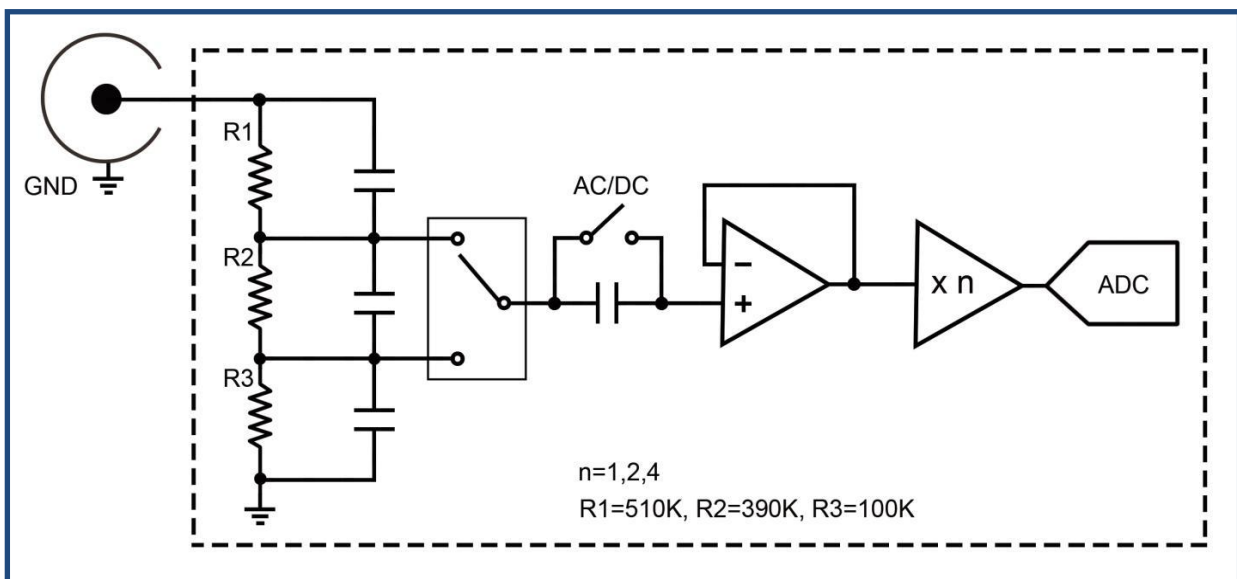 R1
GND
AC/DC
R2
−
+
x n
ADC
R3
n=1,2,4
R1=510K, R2=390K, R3=100K